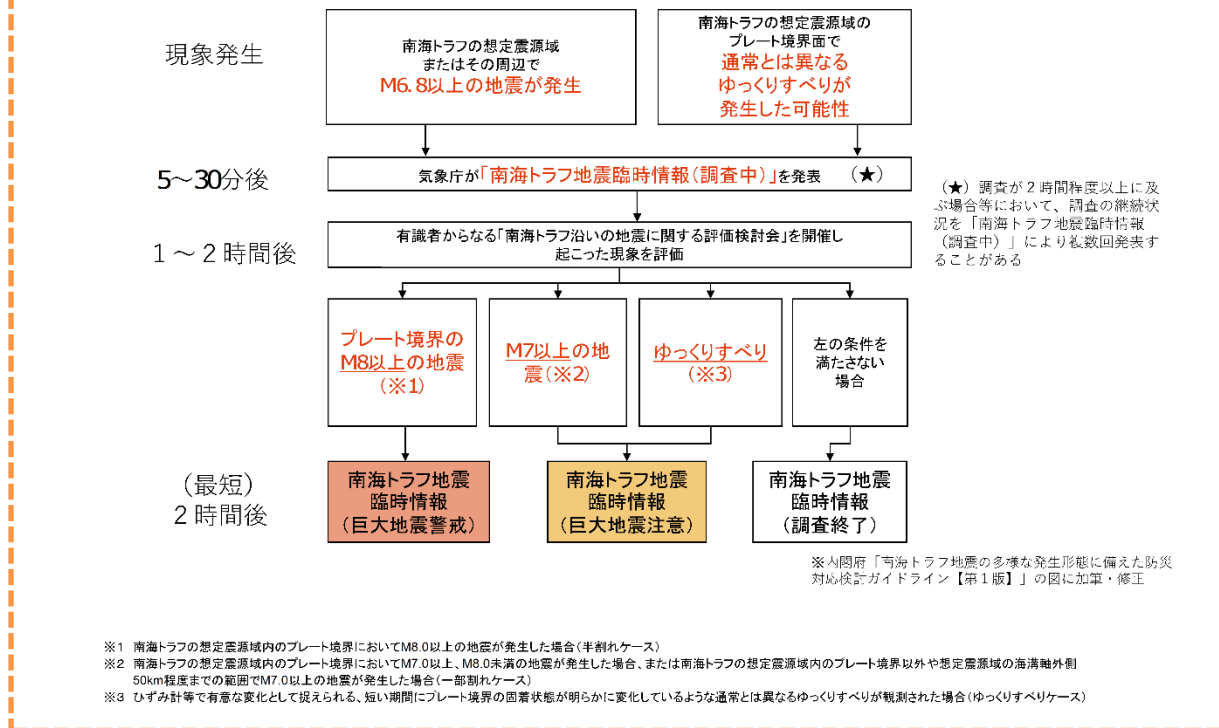 現象発生
南海トラフの想定震源域
またはその周辺で
M6.8以上の地震が発生
南海トラフの想定震源域の
プレート境界面で
通常とは異なる
ゆっくりすべりが
発生した可能性
5～30分後
気象庁が「南海トラフ地震臨時情報(調査中)」を発表　(★)
(★) 調査が２時間程度以上に及
ぶ場合等において、調査の継続状
況を「南海トラフ地震臨時情報
(調査中)」により複数回発表す
ることがある
１～２時間後
有識者からなる「南海トラフ沿いの地震に関する評価検討会」を開催し
起こった現象を評価
プレート境界の
M8以上の地震
(※1)
M7以上の地
震(※2)
ゆっくりすべり
(※3)
左の条件を
満たさない
場合
(最短)
２時間後
南海トラフ地震
臨時情報
(巨大地震警戒)
南海トラフ地震
臨時情報
(巨大地震注意)
南海トラフ地震
臨時情報
(調査終了)
※内閣府「南海トラフ地震の多様な発生形態に備えた防災
対応検討ガイドライン【第１版】」の図に加筆・修正
※1　南海トラフの想定震源域内のプレート境界においてM8.0以上の地震が発生した場合(半割れケース)
※2　南海トラフの想定震源域内のプレート境界においてM7.0以上、M8.0未満の地震が発生した場合、または南海トラフの想定震源域内のプレート境界以外や想定震源域の海溝軸外側
50km程度までの範囲でM7.0以上の地震が発生した場合(一部割れケース)
※3　ひずみ計等で有意な変化として捉えられる、短い期間にプレート境界の固着状態が明らかに変化しているような通常とは異なるゆっくりすべりが観測された場合(ゆっくりすべりケース)